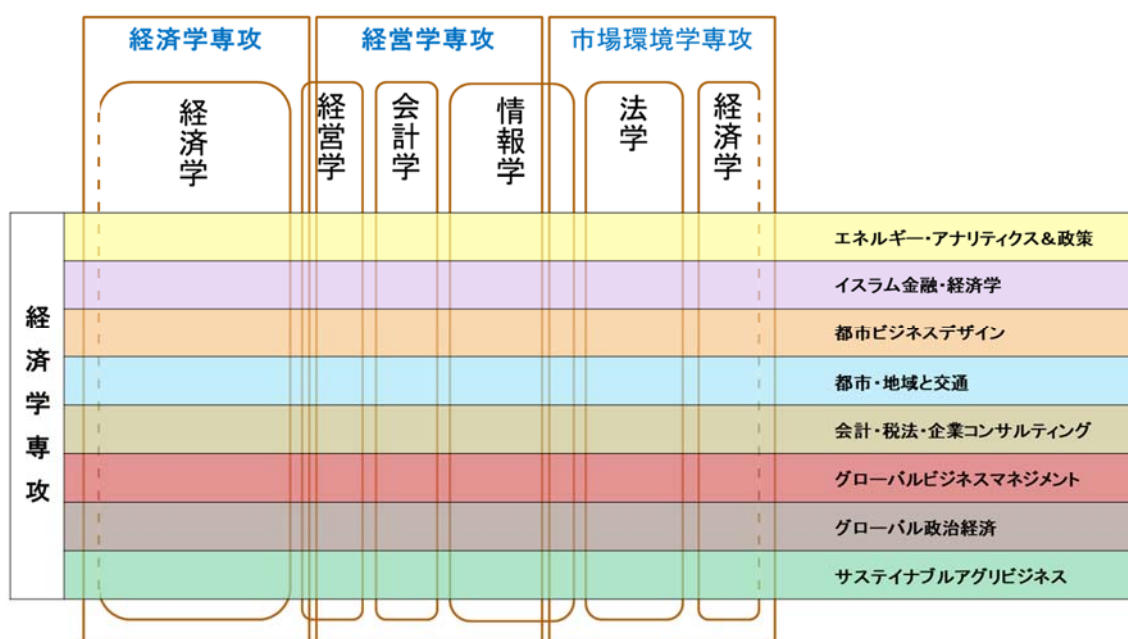 経済学専攻
経営学専攻
市場環境学専攻
経済学
経営学
会計学
情報学
法学
経済学
経済学専攻
エネルギー・アナリティクス＆政策
イスラム金融・経済学
都市ビジネスデザイン
都市・地域と交通
会計・税法・企業コンサルティング
グローバルビジネスマネジメント
グローバル政治経済
サステイナブルアグリビジネス